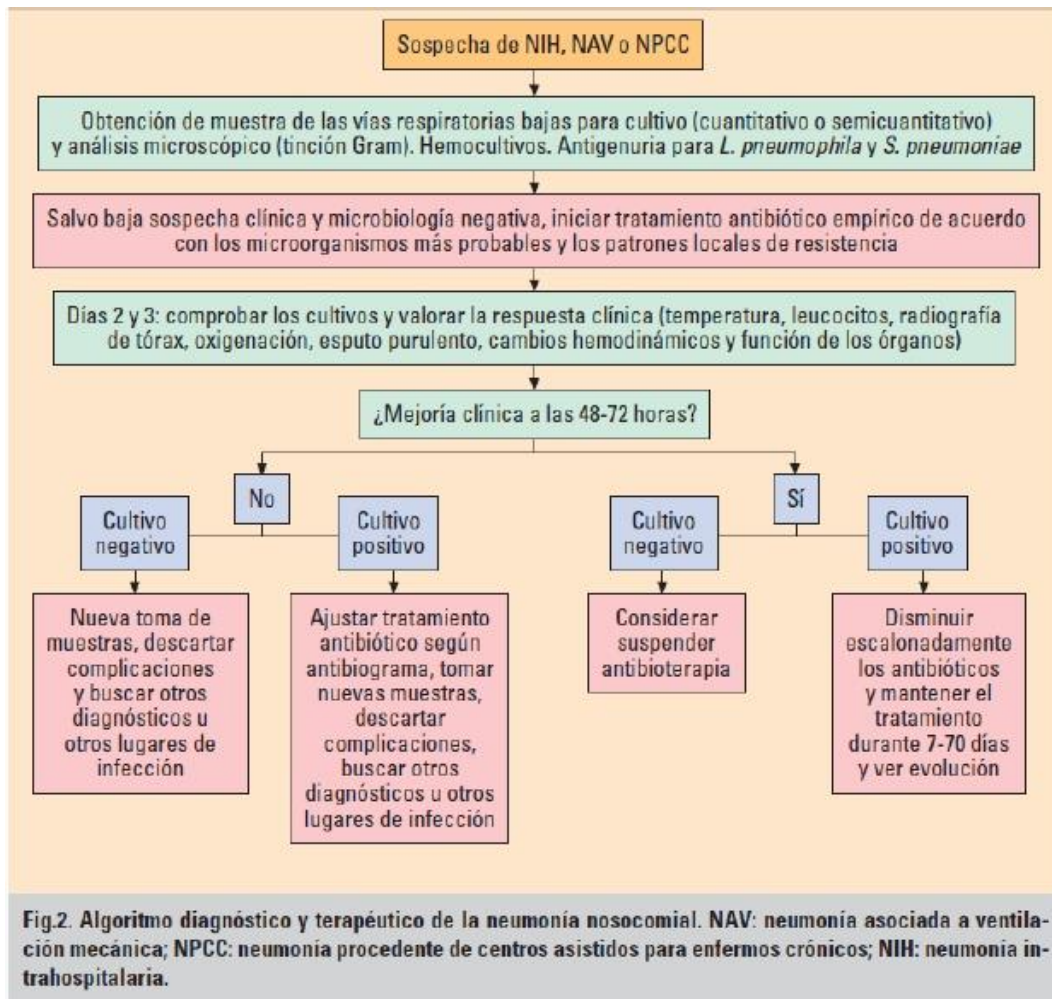 Sospecha de NIH, NAV o NPCC
Obtención de muestra de las vías respiratorias bajas para cultivo (cuantitativo o semicuantitativo)
y análisis microscópico (tinción Gram). Hemocultivos. Antigenuria para L. pneumophila y S. pneumoniae
Salvo baja sospecha clínica y microbiología negativa, iniciar tratamiento antibiótico empírico de acuerdo
con los microorganismos más probables y los patrones locales de resistencia
Días 2 y 3: comprobar los cultivos y valorar la respuesta clínica (temperatura, leucocitos, radiografía
de tórax, oxigenación, esputo purulento, cambios hemodinámicos y función de los órganos)
¿Mejoría clínica a las 48-72 horas?
No
Sí
Cultivo
negativo
Cultivo
positivo
Cultivo
negativo
Cultivo
positivo
Nueva toma de
muestras, descartar
complicaciones
y buscar otros
diagnósticos u
otros lugares de
infección
Ajustar tratamiento
antibiótico según
antibiograma, tomar
nuevas muestras,
descartar
complicaciones,
buscar otros
diagnósticos u otros
lugares de infección
Considerar
suspender
antibioterapia
Disminuir
escalonadamente
los antibióticos
y mantener el
tratamiento
durante 7-70 días
y ver evolución
Fig.2. Algoritmo diagnóstico y terapéutico de la neumonía nosocomial. NAV: neumonía asociada a ventila-
ción mecánica; NPCC: neumonía procedente de centros asistidos para enfermos crónicos; NIH: neumonía in-
trahospitalaria.